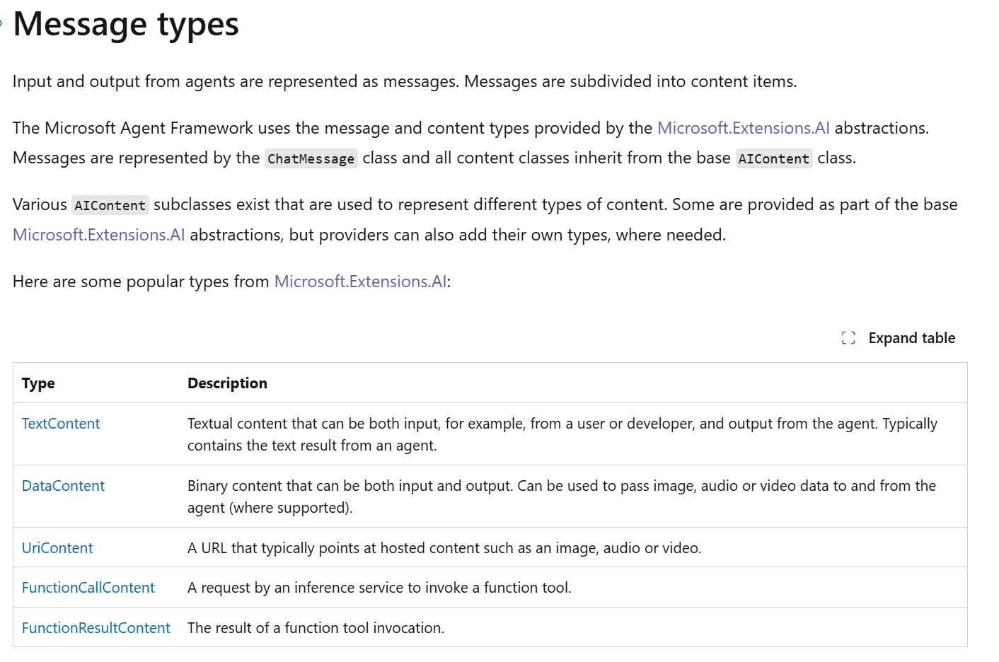 Message types
Input and output from agents are represented as messages. Messages are subdivided into content items.
The Microsoft Agent Framework uses the message and content types provided by the Microsoft.Extensions.AI abstractions.
Messages are represented by the ChatMessage class and all content classes inherit from the base AIContent class.
Various AIContent subclasses exist that are used to represent different types of content. Some are provided as part of the base
Microsoft.Extensions.AI abstractions, but providers can also add their own types, where needed.
Here are some popular types from Microsoft.Extensions.AI:
Expand table
Type Description
TextContent Textual content that can be both input, for example, from a user or developer, and output from the agent. Typically
contains the text result from an agent.
DataContent Binary content that can be both input and output. Can be used to pass image, audio or video data to and from the
agent (where supported).
UriContent A URL that typically points at hosted content such as an image, audio or video.
FunctionCallContent A request by an inference service to invoke a function tool.
FunctionResultContent The result of a function tool invocation.